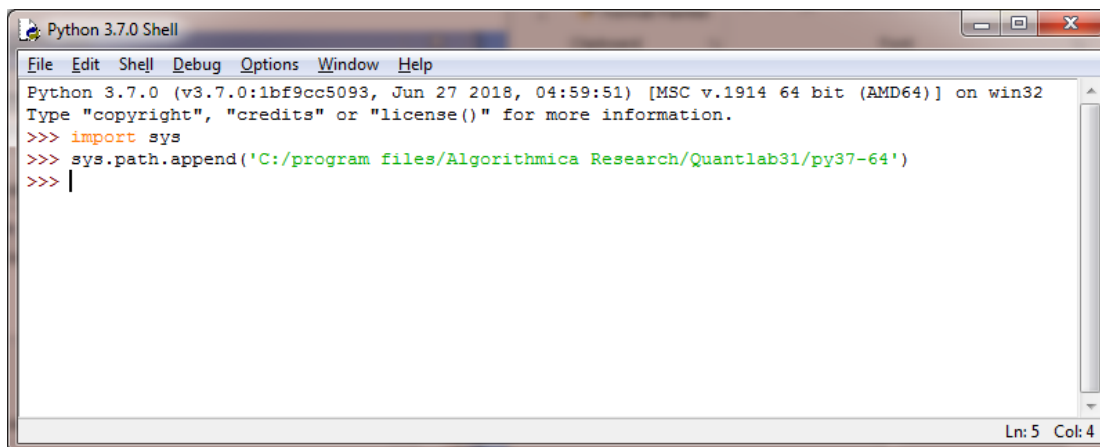 Python 3.7.0 Shell
File Edit Shell Debug Options Window Help
Python 3.7.0 (v3.7.0:1bf9cc5093, Jun 27 2018, 04:59:51) [MSC v.1914 64 bit (AMD64)] on win32
Type "copyright", "credits" or "license()" for more information.
>>> import sys
>>> sys.path.append('C:/program files/Algorithmica Research/Quantlab31/py37-64')
>>>
Ln: 5 Col: 4